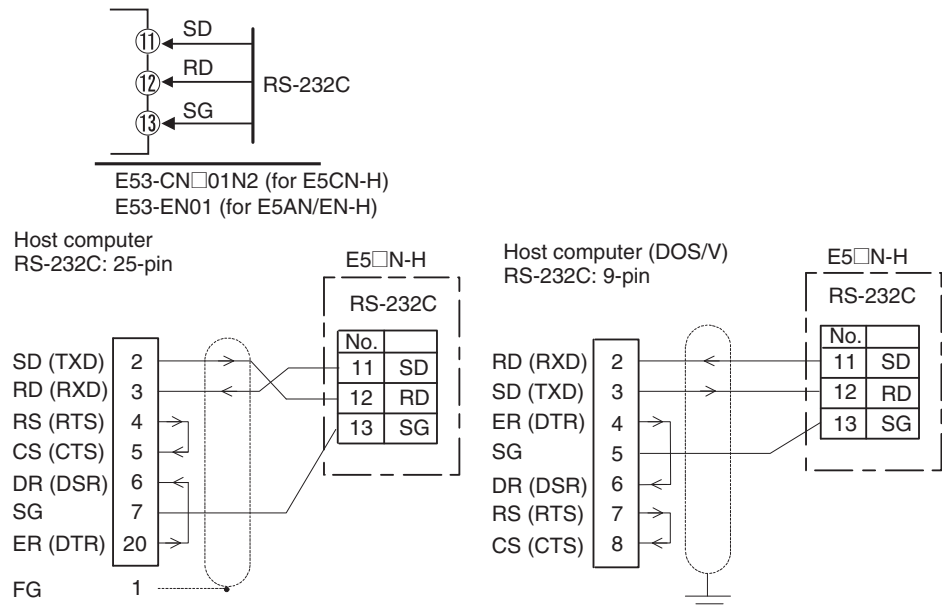 11 SD
12 RD
RS-232C
13 SG
E53-CN□01N2 (for E5CN-H)
E53-EN01 (for E5AN/EN-H)
Host computer
RS-232C: 25-pin
E5□N-H
RS-232C
No.
11 SD
12 RD
13 SG
SD (TXD) 2
RD (RXD) 3
RS (RTS) 4
CS (CTS) 5
DR (DSR) 6
SG 7
ER (DTR) 20
FG 1
Host computer (DOS/V)
RS-232C: 9-pin
E5□N-H
RS-232C
No.
11 SD
12 RD
13 SG
RD (RXD) 2
SD (TXD) 3
ER (DTR) 4
SG 5
DR (DSR) 6
RS (RTS) 7
CS (CTS) 8